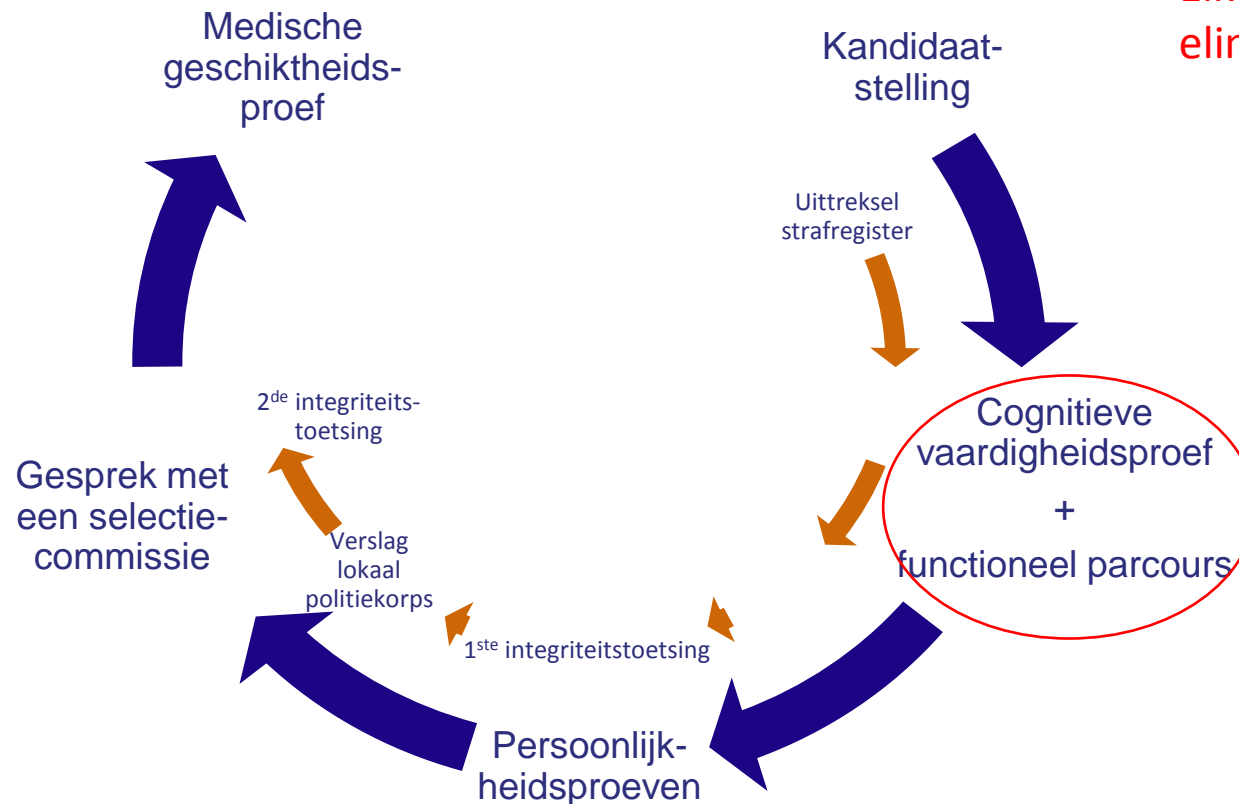 Medische
geschiktheids-
proef
Kandidaat-
stelling
Uittreksel
strafregister
Cognitieve
vaardigheidsproef
+
functioneel parcours
2de integriteits-
toetsing
Gesprek met
een selectie-
commissie
Verslag
lokaal
politiekorps
1ste integriteitstoetsing
Persoonlijk-
heidsproeven